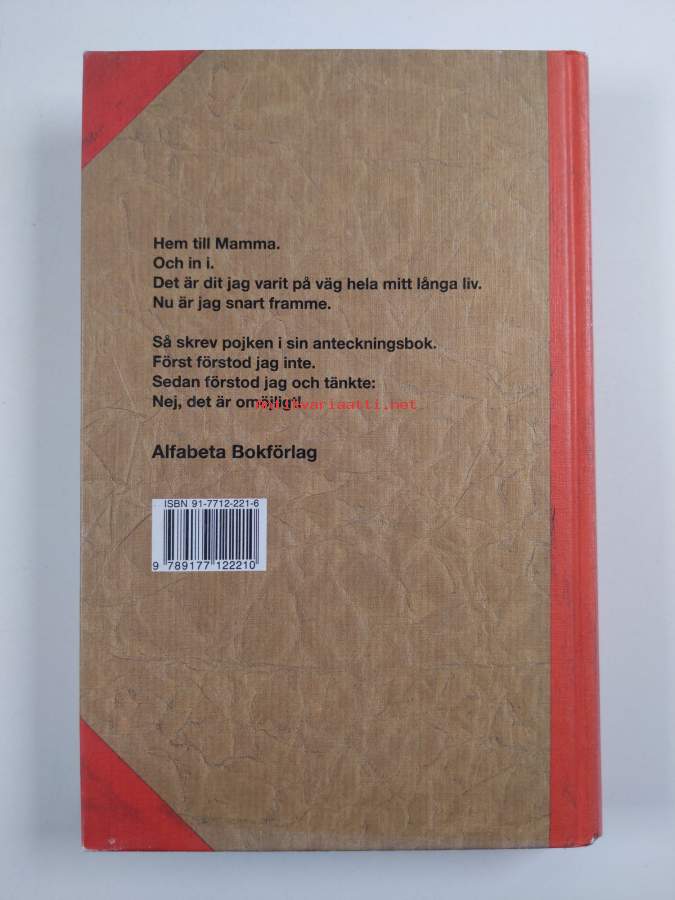 Hem till Mamma.
Och in i.
Det är dit jag varit på väg hela mitt långa liv.
Nu är jag snart framme.
Så skrev pojken i sin anteckningsbok.
Först förstod jag inte.
Sedan förstod jag och tänkte:
Nej, det är omöjligt!
Alfabeta Bokförlag
ISBN 91-7712-221-6
9 789177 122210